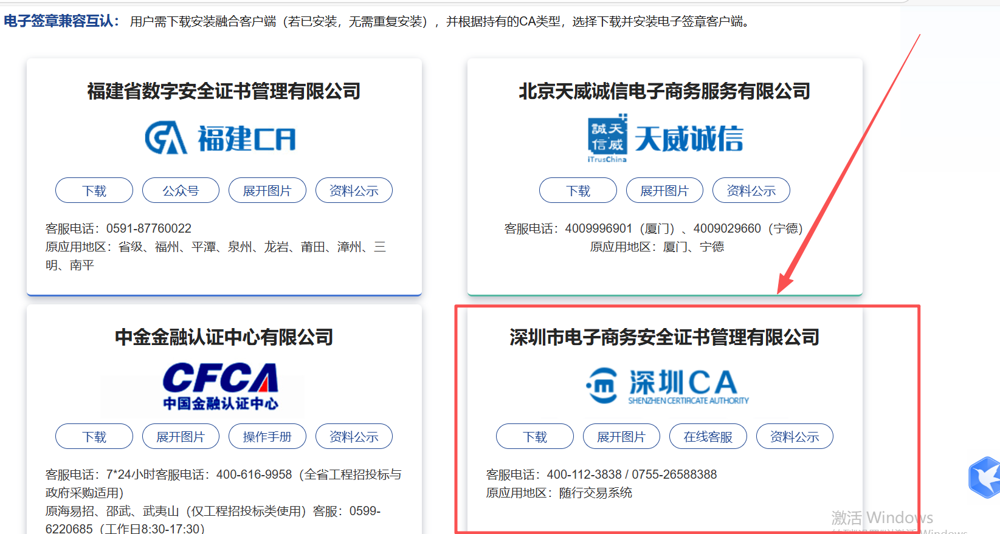 电子签章兼容互认： 用户需下载安装融合客户端（若已安装，无需重复安装），并根据持有的CA类型，选择下载并安装电子签章客户端。
福建省数字安全证书管理有限公司
福建CA
下载 公众号 展开图片 资料公示
客服电话：0591-87760022
原应用地区：省级、福州、平潭、泉州、龙岩、莆田、漳州、三
明、南平
北京天威诚信电子商务服务有限公司
誠天
信威
iTrusChina
天威诚信
下载 展开图片 资料公示
客服电话：4009996901（厦门）、4009029660（宁德）
原应用地区：厦门、宁德
中金金融认证中心有限公司
CFCA
中国金融认证中心
下载 展开图片 操作手册 资料公示
客服电话：7*24小时客服电话：400-616-9958（全省工程招投标与
政府采购适用）
原海易招、邵武、武夷山（仅工程招投标类使用）客服：0599-
6220685（工作日8:30-17:30）
深圳市电子商务安全证书管理有限公司
深圳CA
SHENZHEN CERTIRCATE AUTHORITY
下载 展开图片 在线客服 资料公示
客服电话：400-112-3838 / 0755-26588388
原应用地区：随行交易系统
激活 Windows